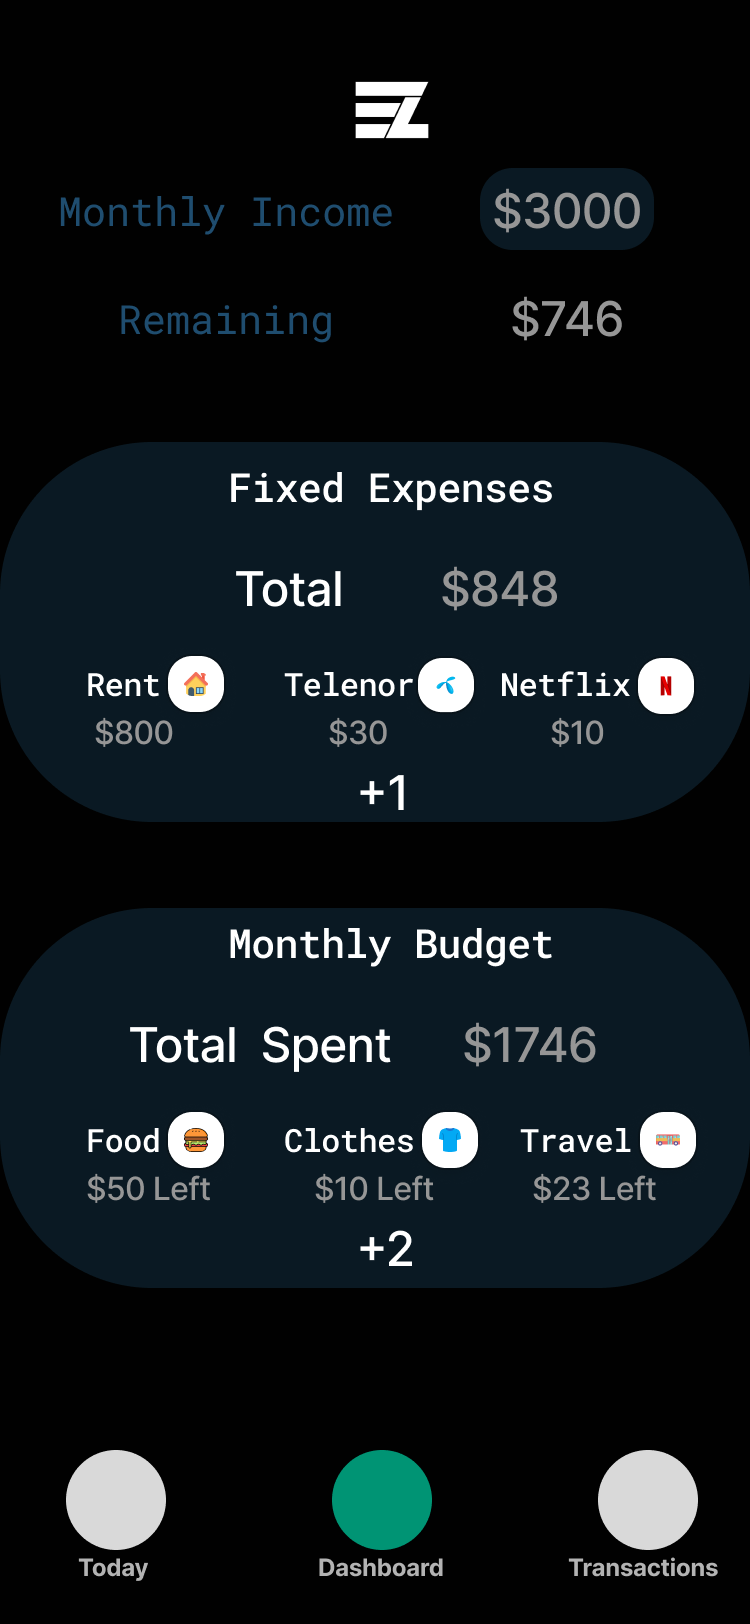 EZ
Monthly Income $3000
Remaining $746
Fixed Expenses
Total $848
Rent Telenor Netflix N
$800 $30 $10
+1
Monthly Budget
Total Spent $1746
Food Clothes Travel
$50 Left $10 Left $23 Left
+2
Today Dashboard Transactions